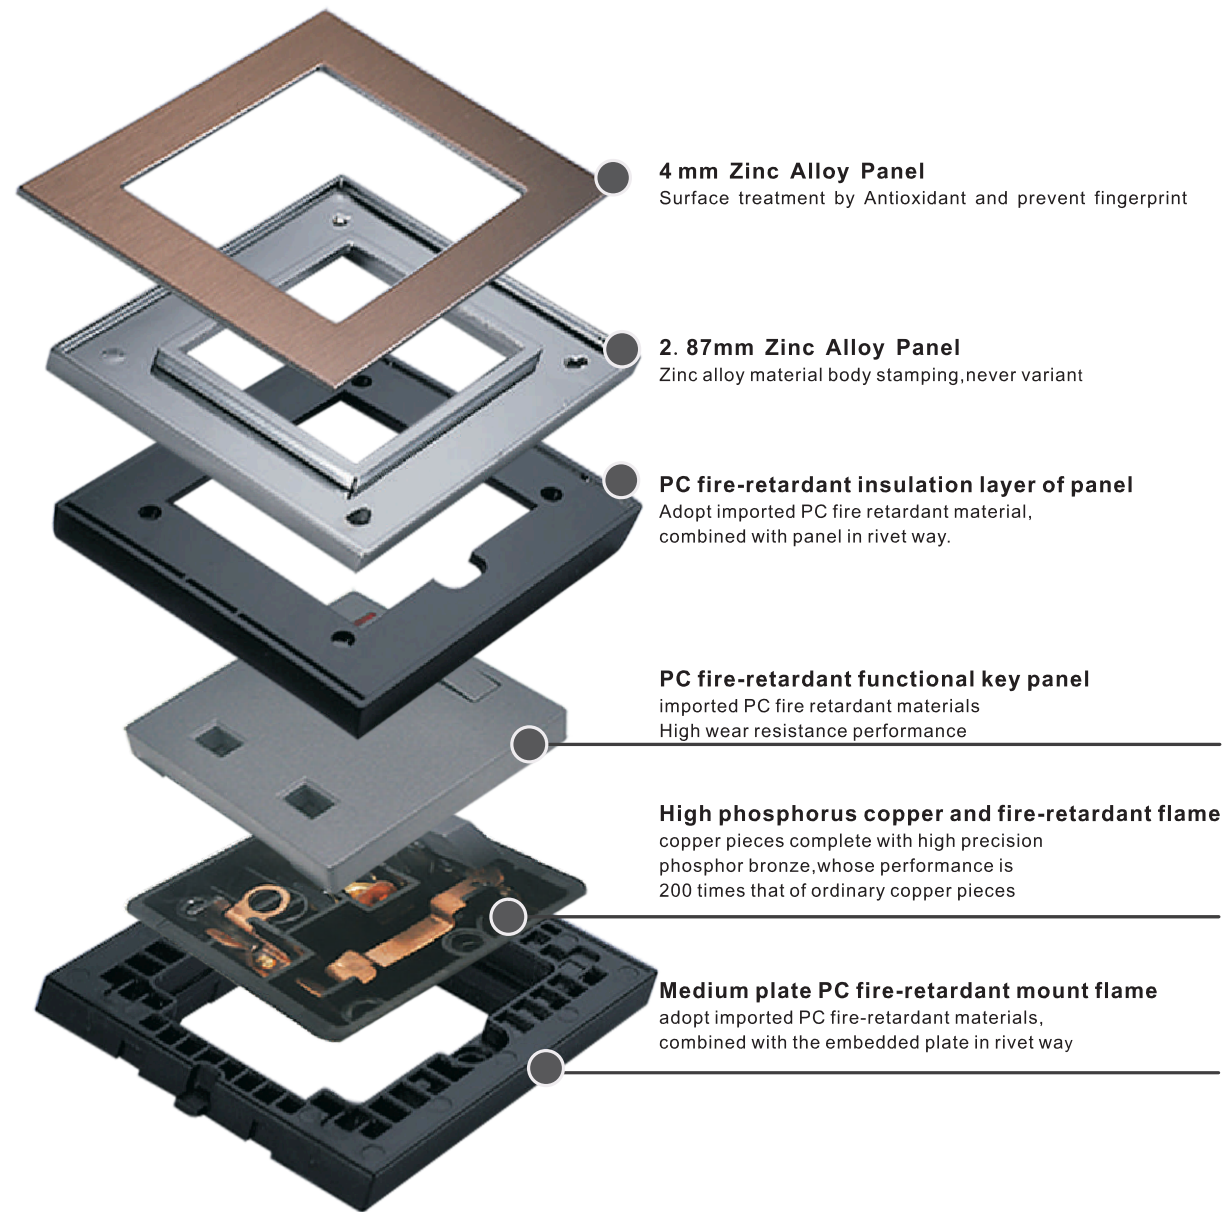 4 mm Zinc Alloy Panel
Surface treatment by Antioxidant and prevent fingerprint
2. 87mm Zinc Alloy Panel
Zinc alloy material body stamping,never variant
PC fire-retardant insulation layer of panel
Adopt imported PC fire retardant material,
combined with panel in rivet way.
PC fire-retardant functional key panel
imported PC fire retardant materials
High wear resistance performance
High phosphorus copper and fire-retardant flame
copper pieces complete with high precision
phosphor bronze,whose performance is
200 times that of ordinary copper pieces
Medium plate PC fire-retardant mount flame
adopt imported PC fire-retardant materials,
combined with the embedded plate in rivet way